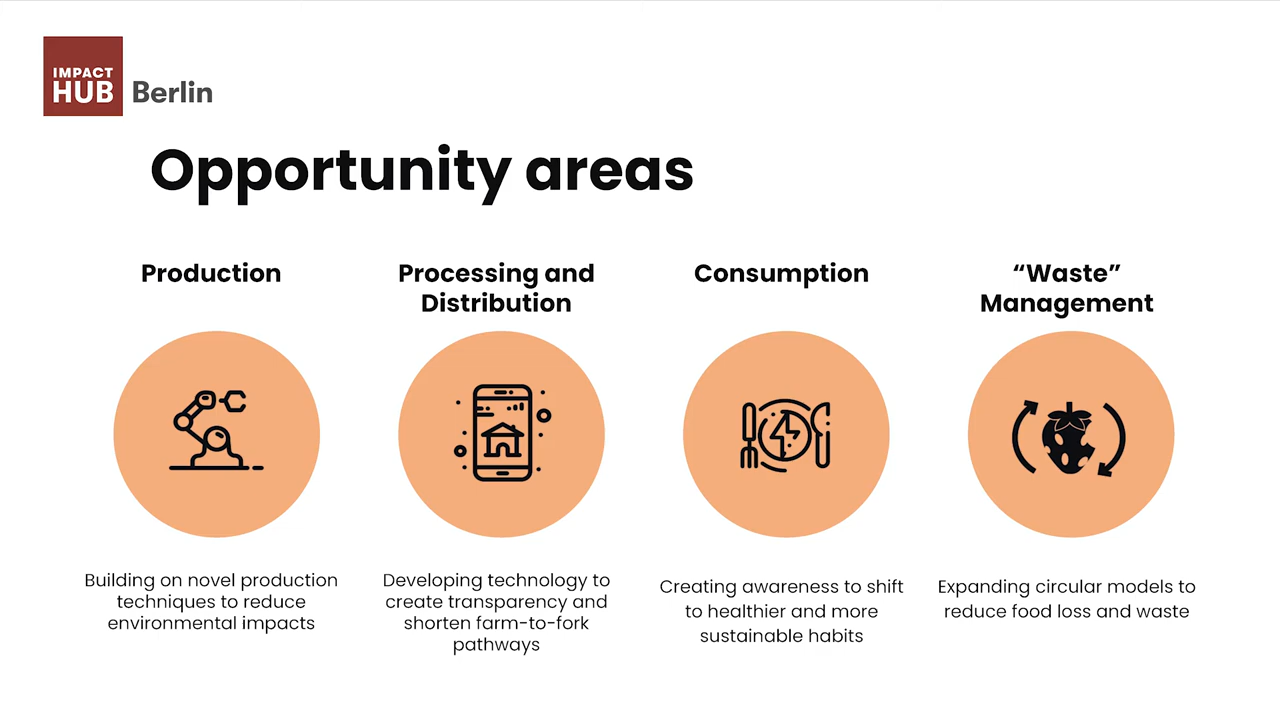 IMPACT
HUB Berlin
Opportunity areas
Production
Processing and
Distribution
Consumption
“Waste”
Management
Building on novel production
techniques to reduce
environmental impacts
Developing technology to
create transparency and
shorten farm-to-fork
pathways
Creating awareness to shift
to healthier and more
sustainable habits
Expanding circular models to
reduce food loss and waste